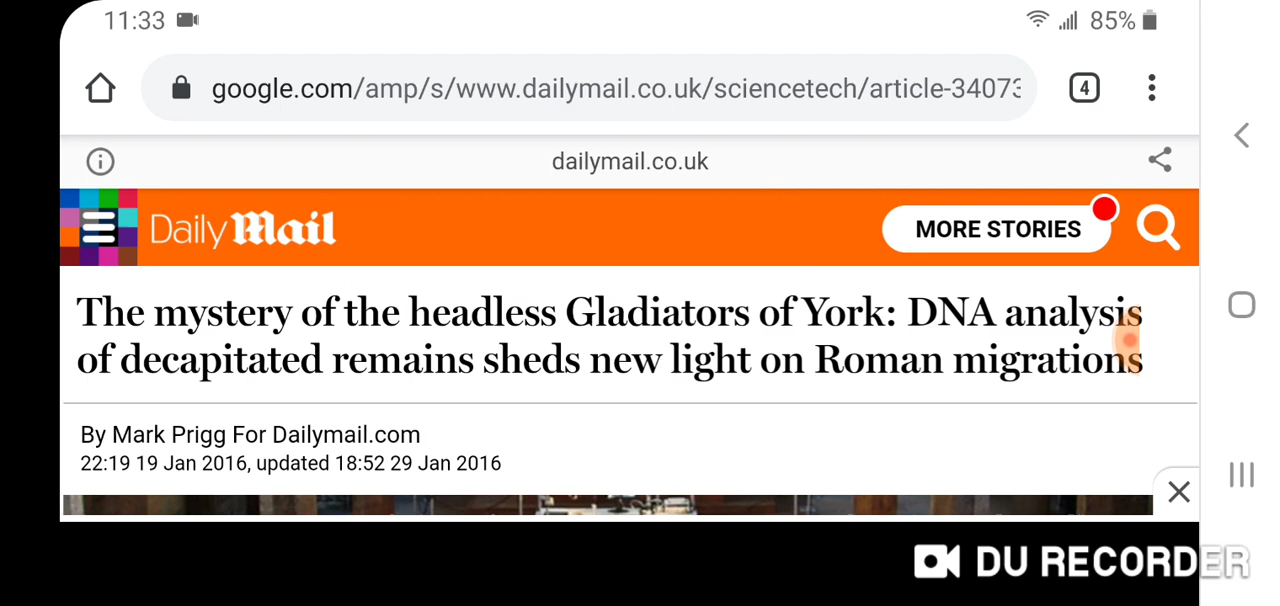 11:33
85%
google.com/amp/s/www.dailymail.co.uk/sciencetech/article-34073
4
dailymail.co.uk
Daily Mail
MORE STORIES
The mystery of the headless Gladiators of York: DNA analysis
of decapitated remains sheds new light on Roman migrations
By Mark Prigg For Dailymail.com
22:19 19 Jan 2016, updated 18:52 29 Jan 2016
DU RECORDER